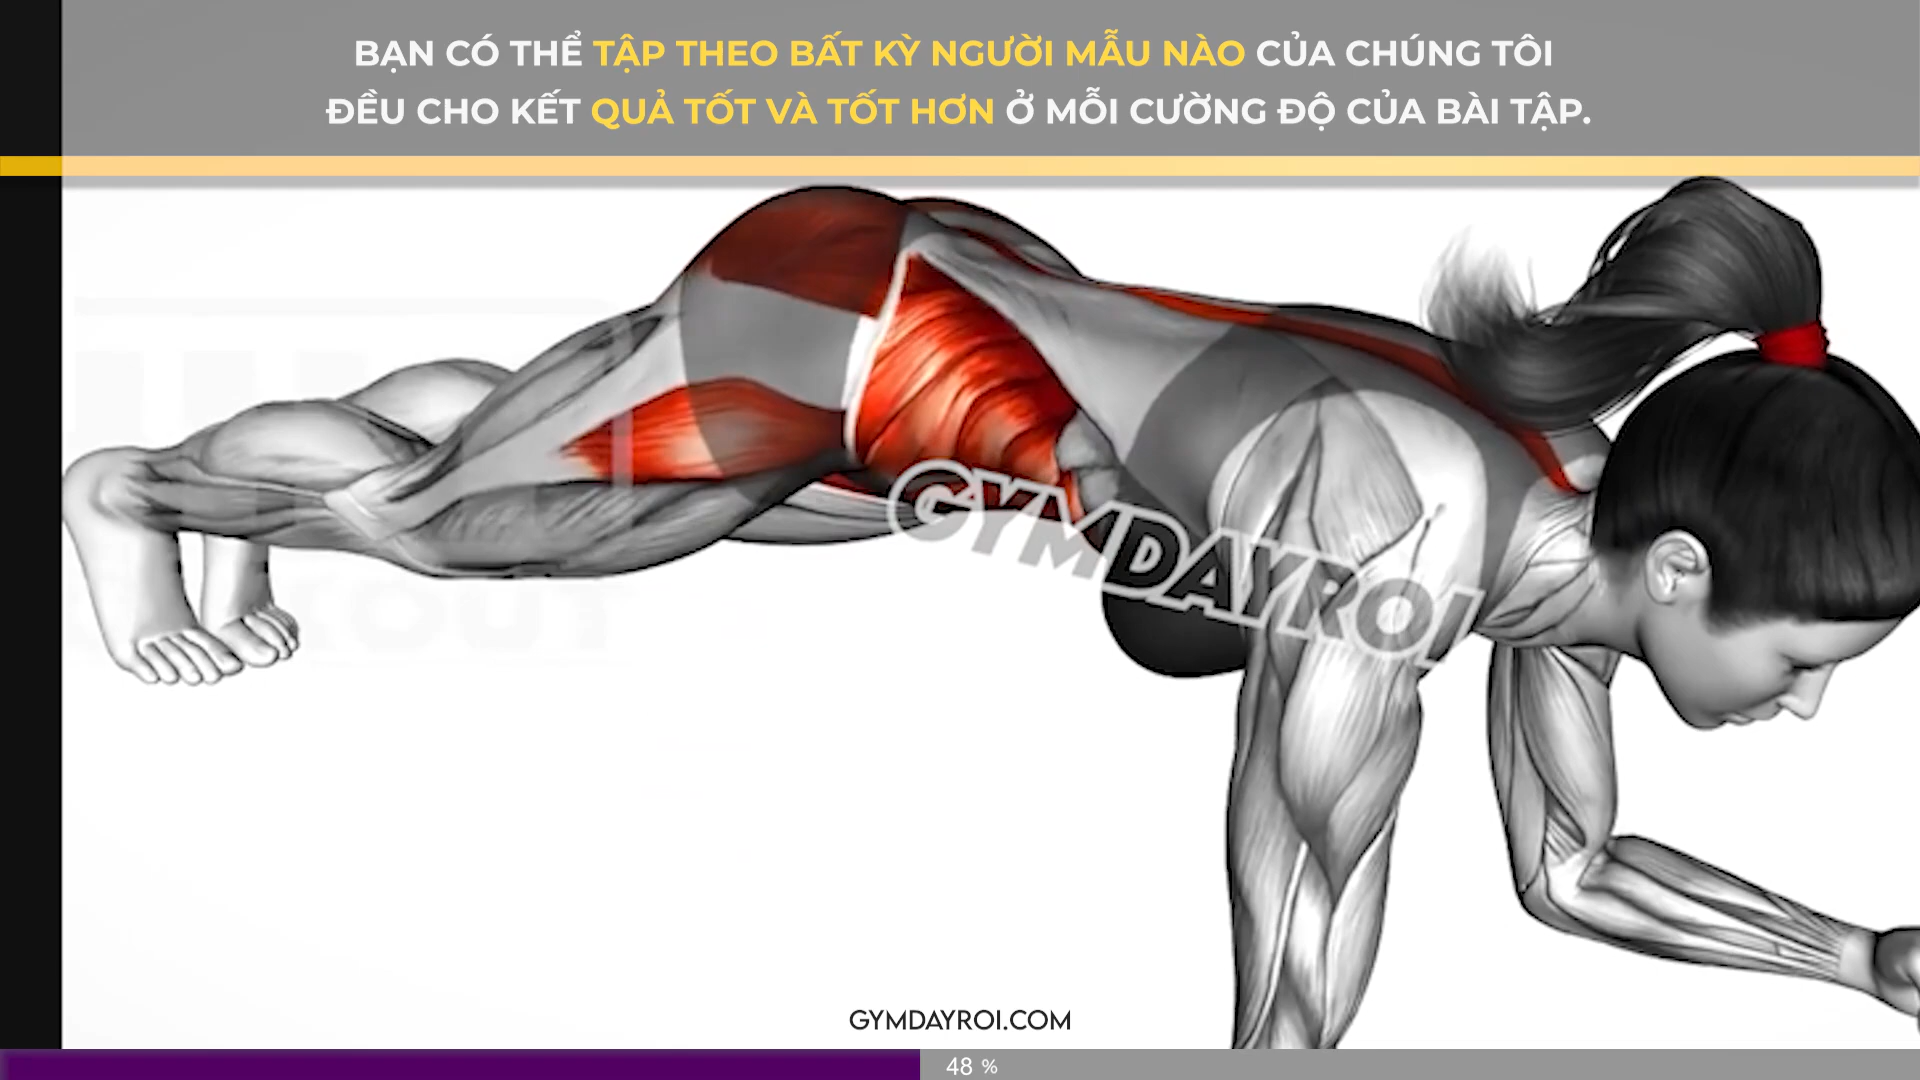 BẠN CÓ THỂ TẬP THEO BẤT KỲ NGƯỜI MẪU NÀO CỦA CHÚNG TÔI
ĐỀU CHO KẾT QUẢ TỐT VÀ TỐT HƠN Ở MỖI CƯỜNG ĐỘ CỦA BÀI TẬP.
GYMDAYROI
GYMDAYROI.COM
48 %